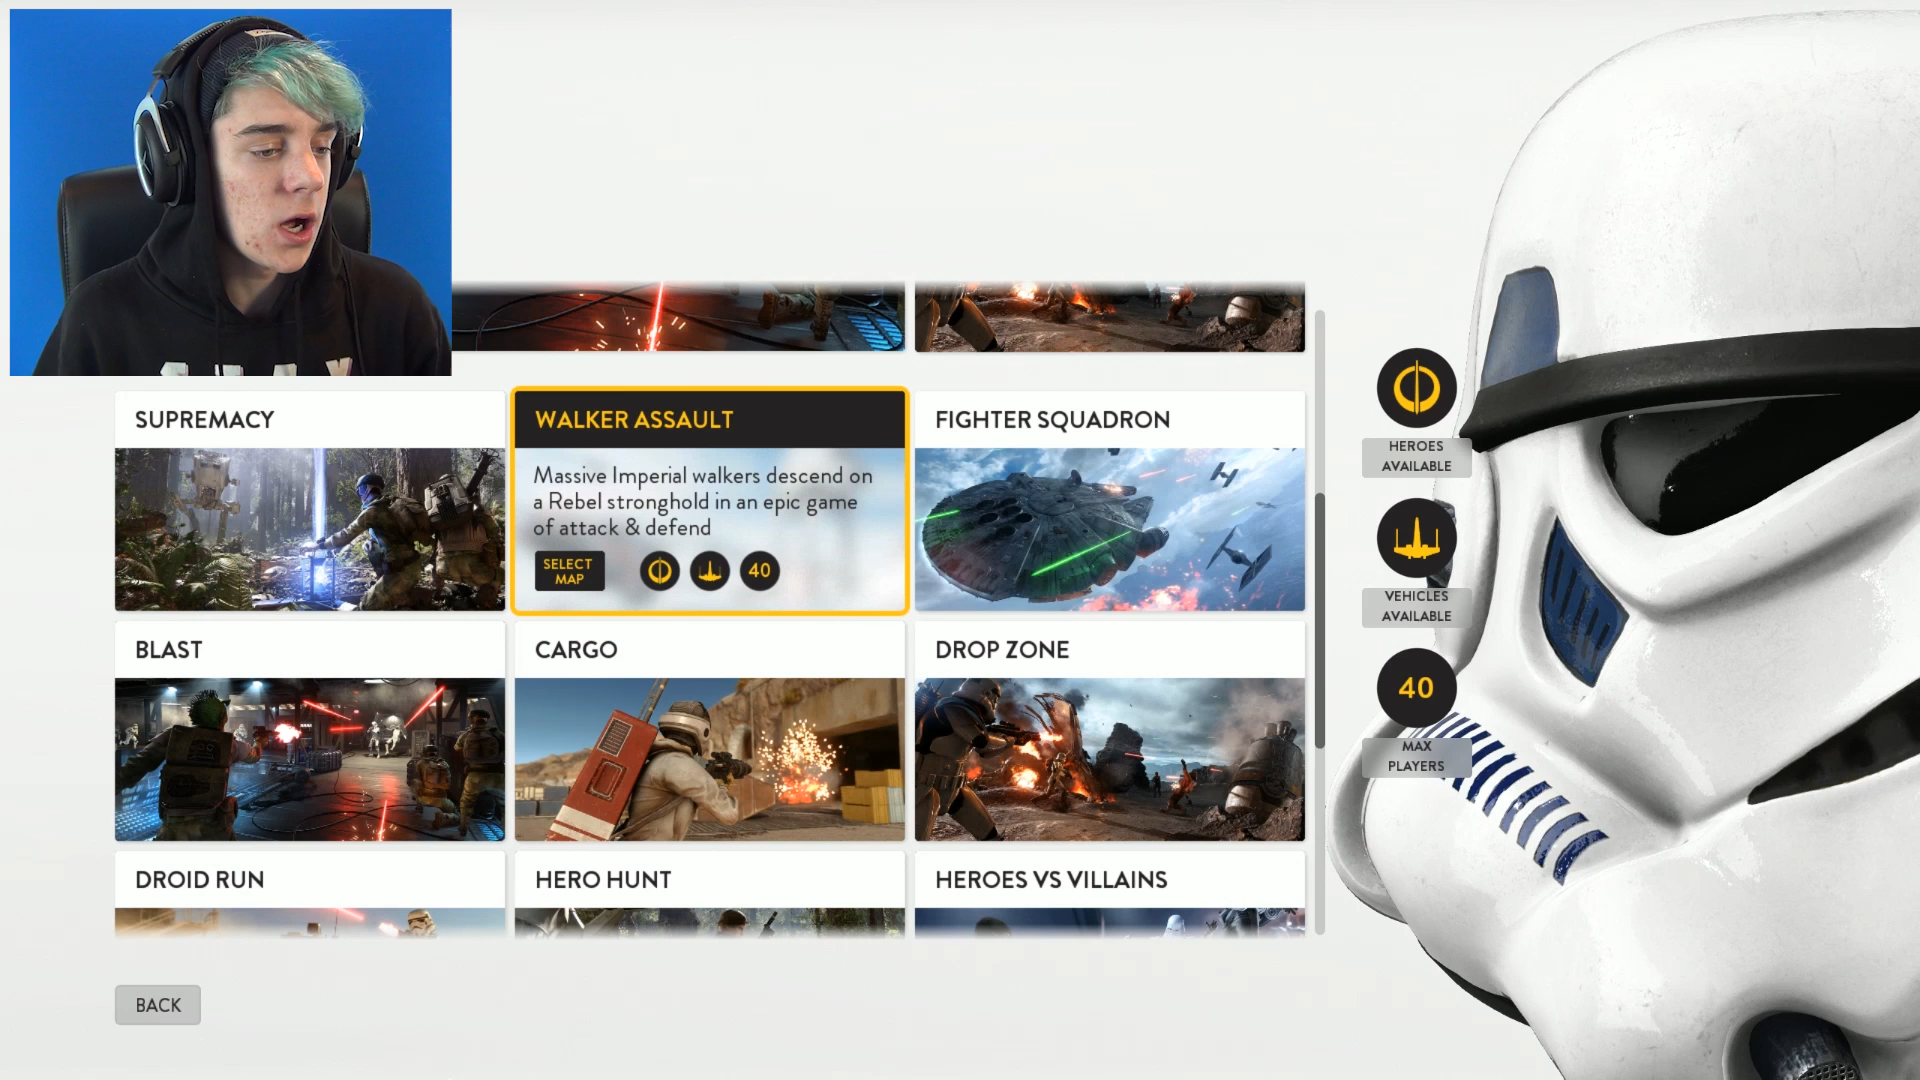 SUPREMACY
WALKER ASSAULT
Massive Imperial walkers descend on
a Rebel stronghold in an epic game
of attack & defend
SELECT
MAP
40
FIGHTER SQUADRON
BLAST
CARGO
DROP ZONE
DROID RUN
HERO HUNT
HEROES VS VILLAINS
HEROES
AVAILABLE
VEHICLES
AVAILABLE
40
MAX
PLAYERS
BACK